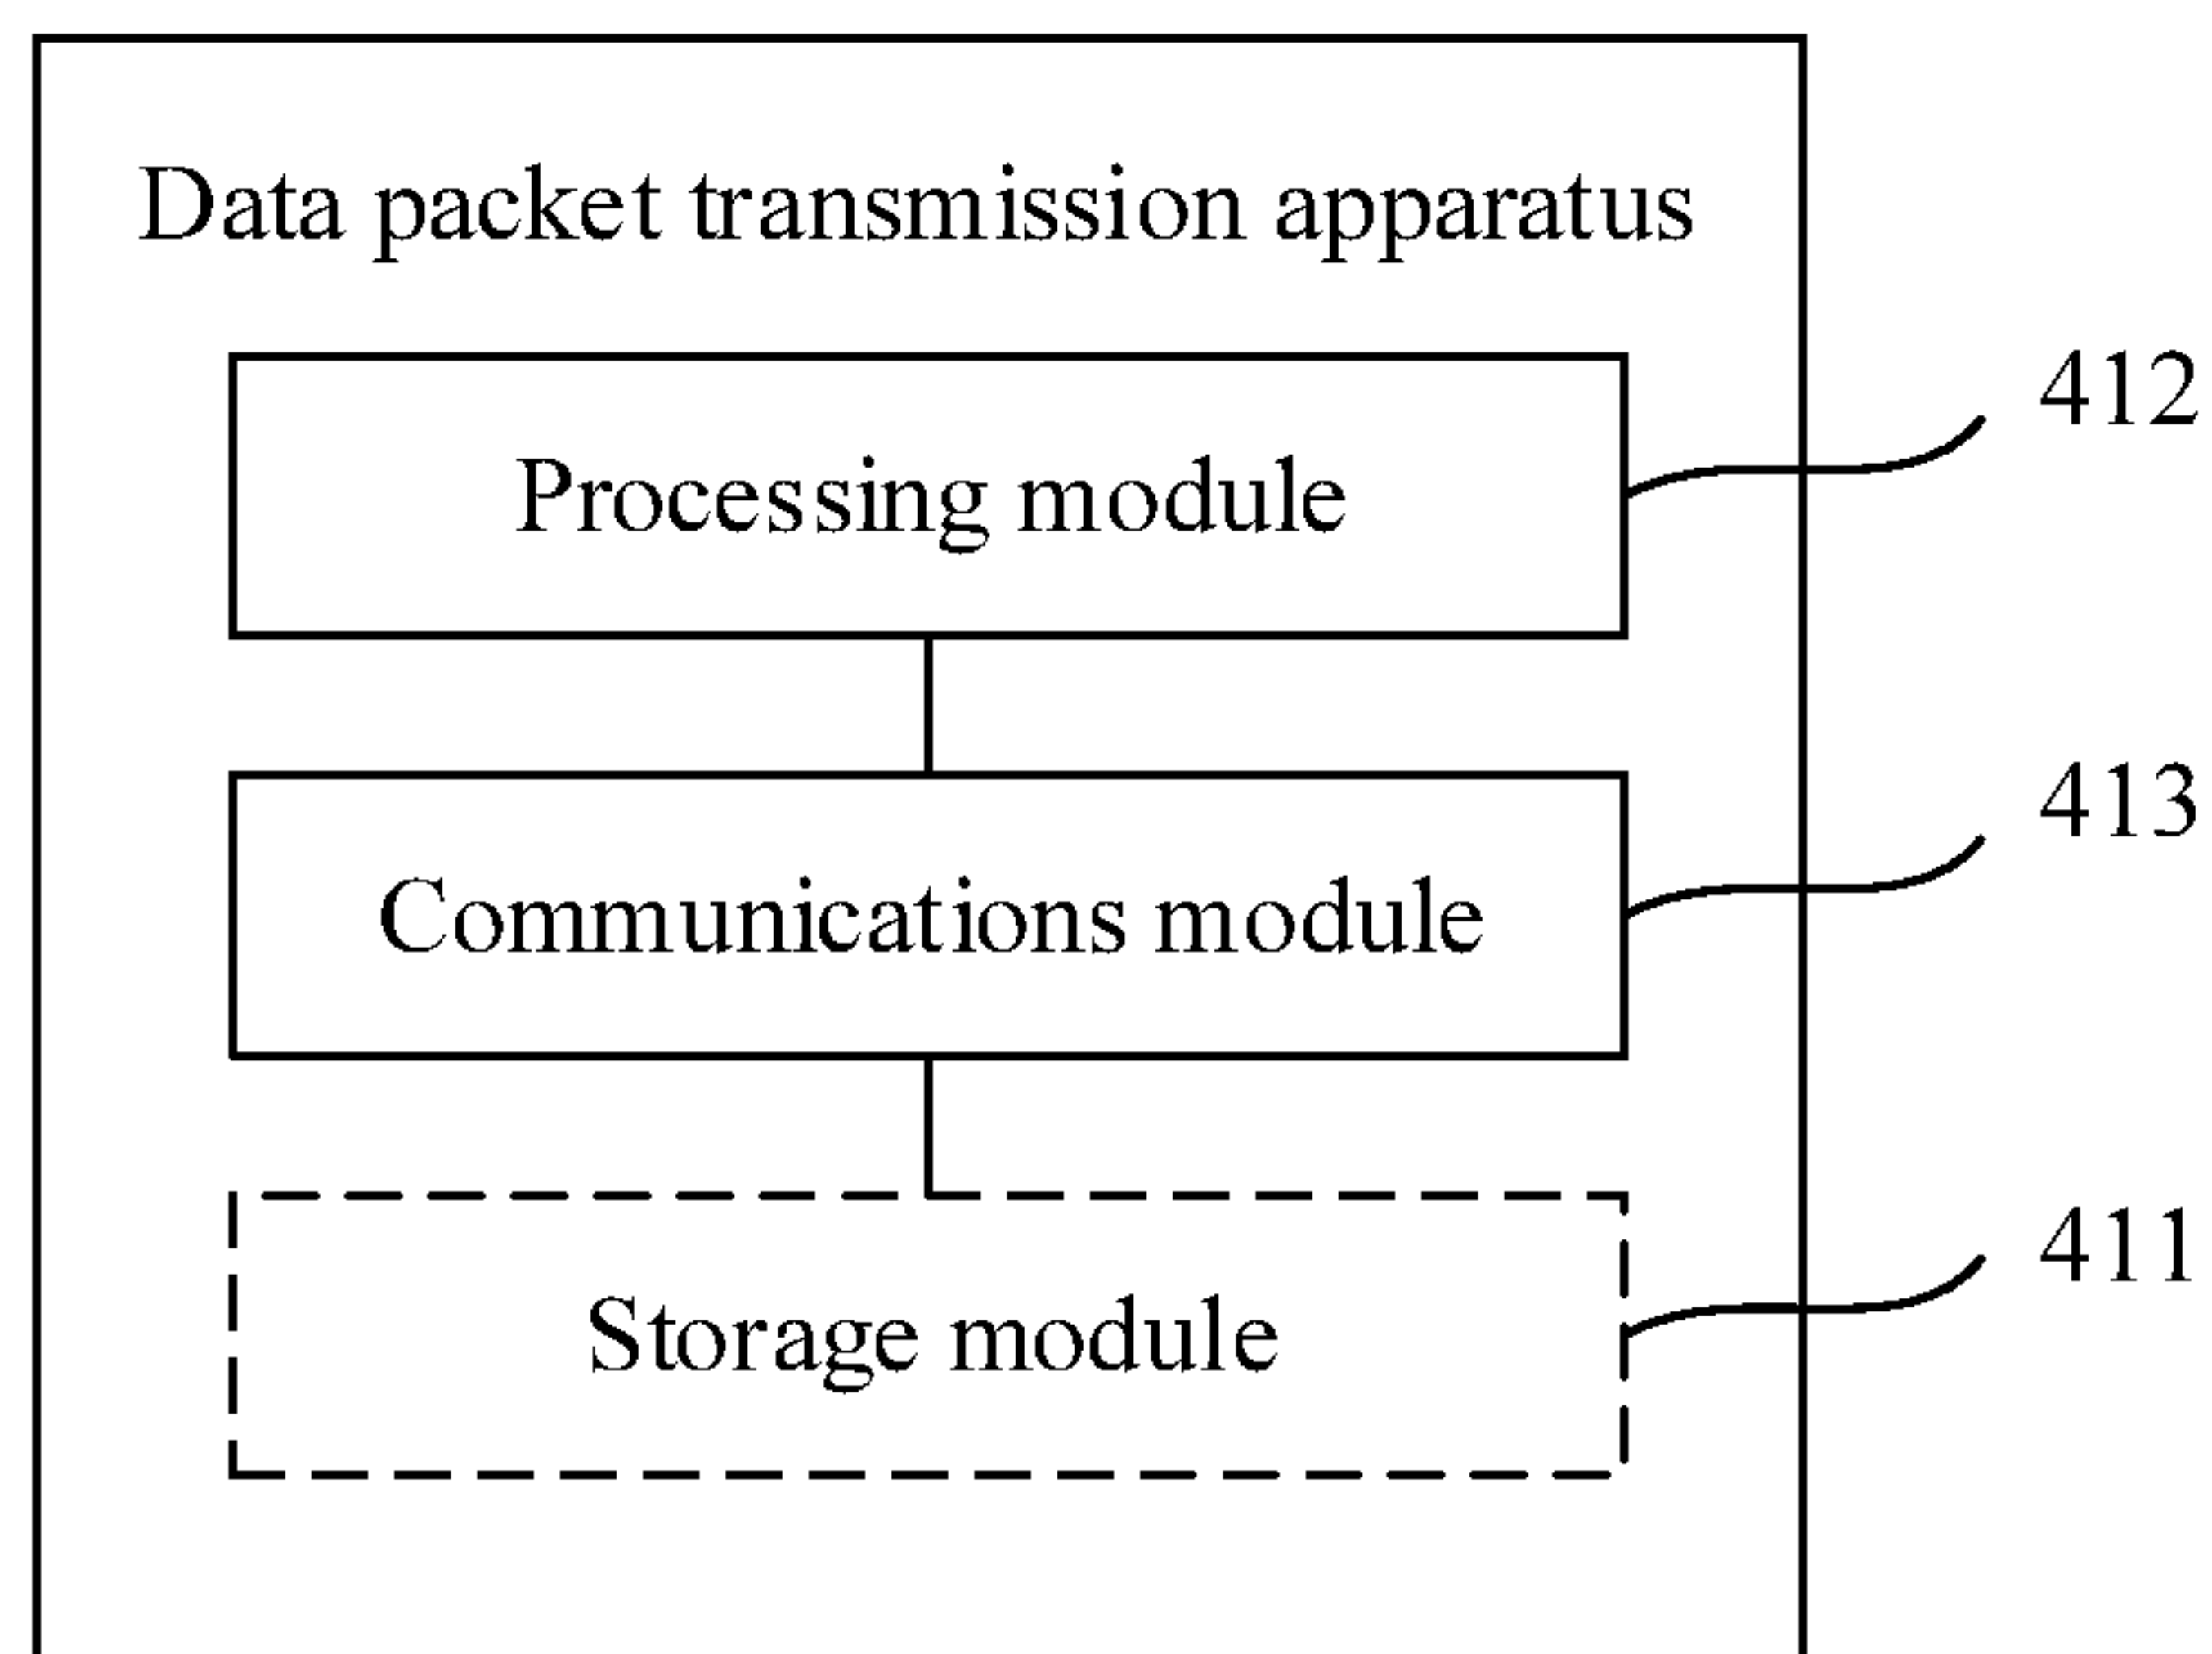 Data packet transmission apparatus
412
Processing module
413
Communications module
411
Storage module